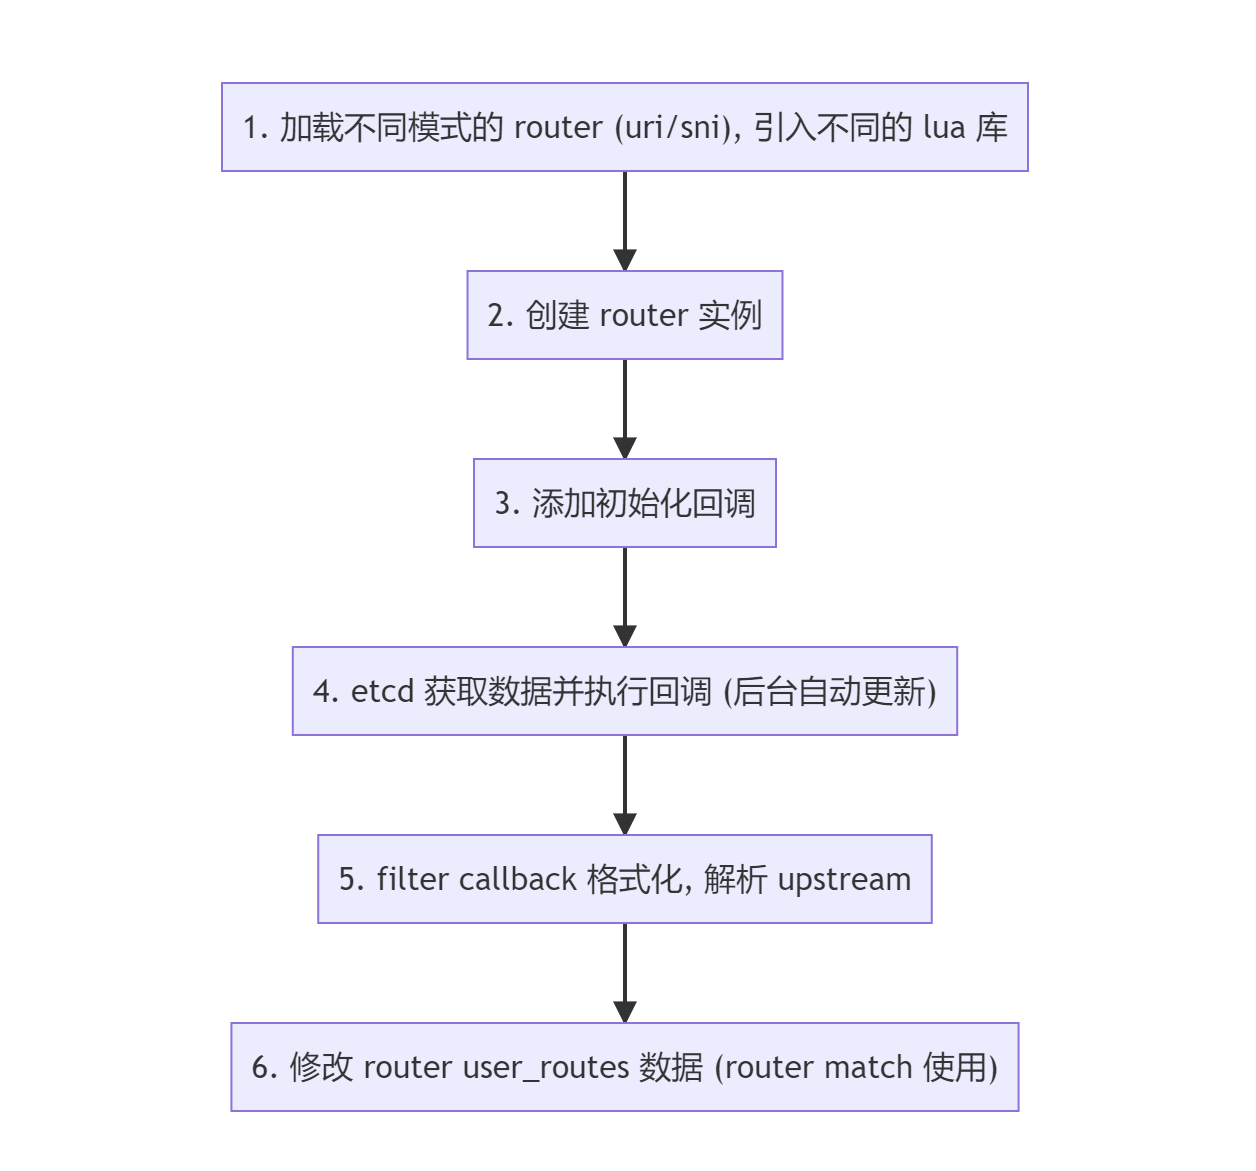 1. 加载不同模式的 router (uri/sni), 引入不同的 lua 库
2. 创建 router 实例
3. 添加初始化回调
4. etcd 获取数据并执行回调 (后台自动更新)
5. filter callback 格式化, 解析 upstream
6. 修改 router user_routes 数据 (router match 使用)